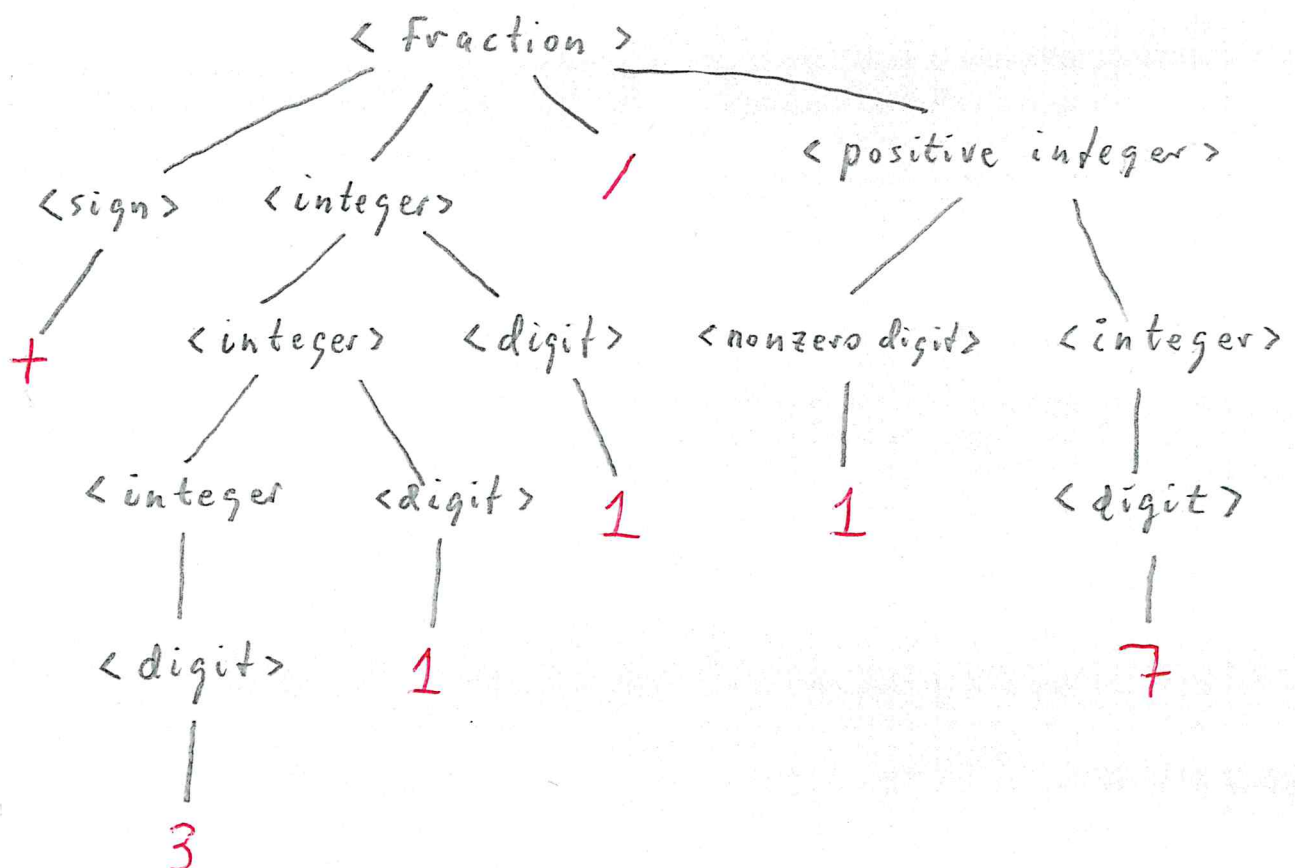 < fraction >
/
< positive integer >
<sign> <integer>
+ <integer> <digit> <nonzero digit> <integer>
<integer <digit> 1 1 <digit>
<digit> 1 7
3